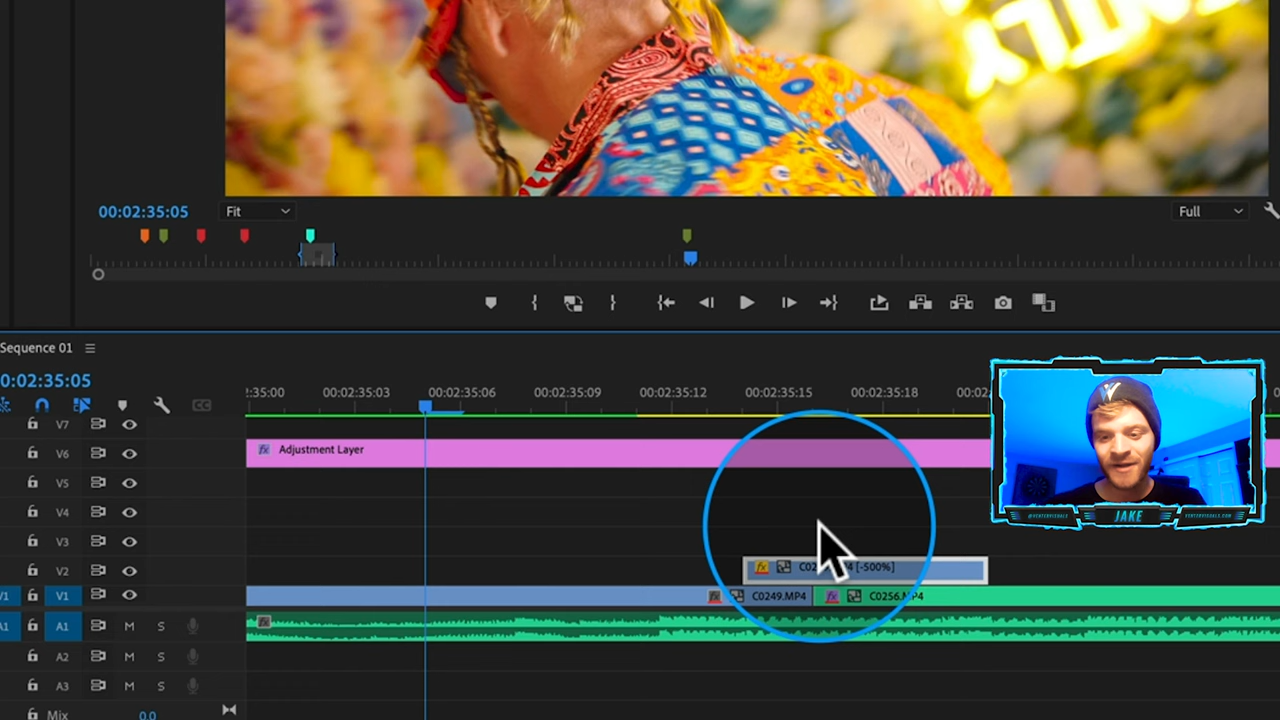 00:02:35:05
Fit
Full
Sequence 01
0:02:35:05
:35:00
00:02:35:03
00:02:35:06
00:02:35:09
00:02:35:12
00:02:35:15
00:02:35:18
00:02
V7
V6
Adjustment Layer
V5
V4
V3
V2
[-500%]
V1
V1
C0249.MP4
C0256.MP4
A1
A1
M
S
A2
M
S
A3
M
S
Mix
0.0
JAKE